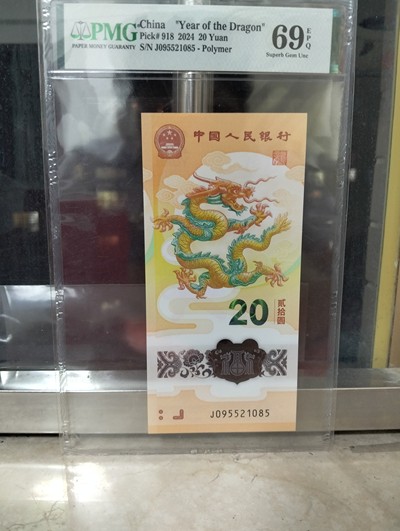 PMG
PAPER MONEY GUARANTY
China "Year of the Dragon"
Pick# 918 2024 20 Yuan
S/N J095521085 - Polymer
69 EPQ
Superb Gem Unc
中国人民银行
20
贰拾圆
J095521085